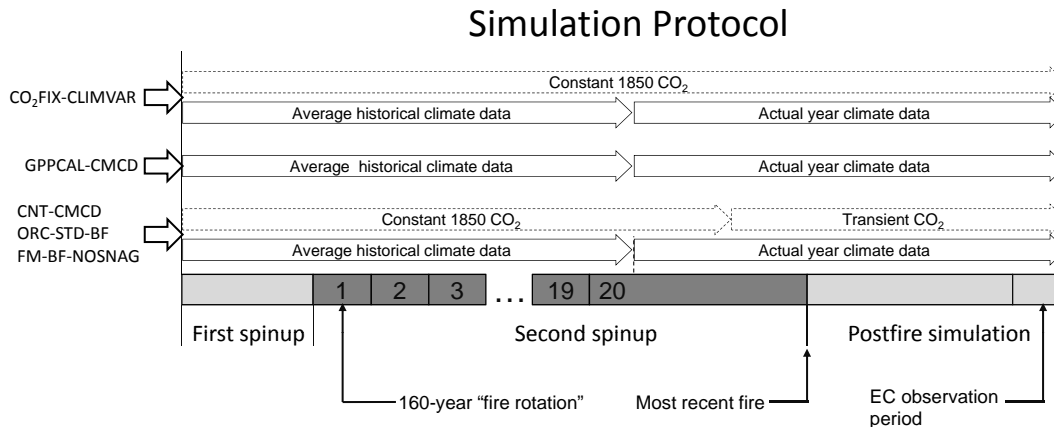 Simulation Protocol
Constant 1850 CO₂
CO₂FIX-CLIMVAR
Average historical climate data
Actual year climate data
GPPCAL-CMCD
Average historical climate data
Actual year climate data
CNT-CMCD
ORC-STD-BF
FM-BF-NOSNAG
Constant 1850 CO₂
Transient CO₂
Average historical climate data
Actual year climate data
1 2 3 ... 19 20
First spinup
Second spinup
Postfire simulation
160-year “fire rotation”
Most recent fire
EC observation
period